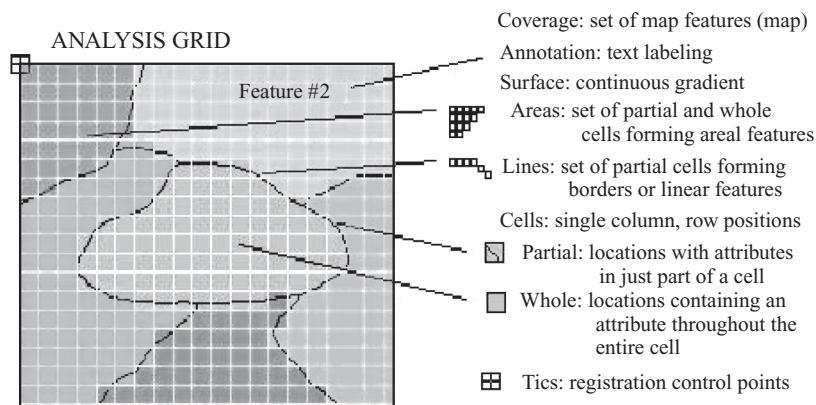 ANALYSIS GRID
Feature #2
Coverage: set of map features (map)
Annotation: text labeling
Surface: continuous gradient
Areas: set of partial and whole
cells forming areal features
Lines: set of partial cells forming
borders or linear features
Cells: single column, row positions
Partial: locations with attributes
in just part of a cell
Whole: locations containing an
attribute throughout the
entire cell
Tics: registration control points